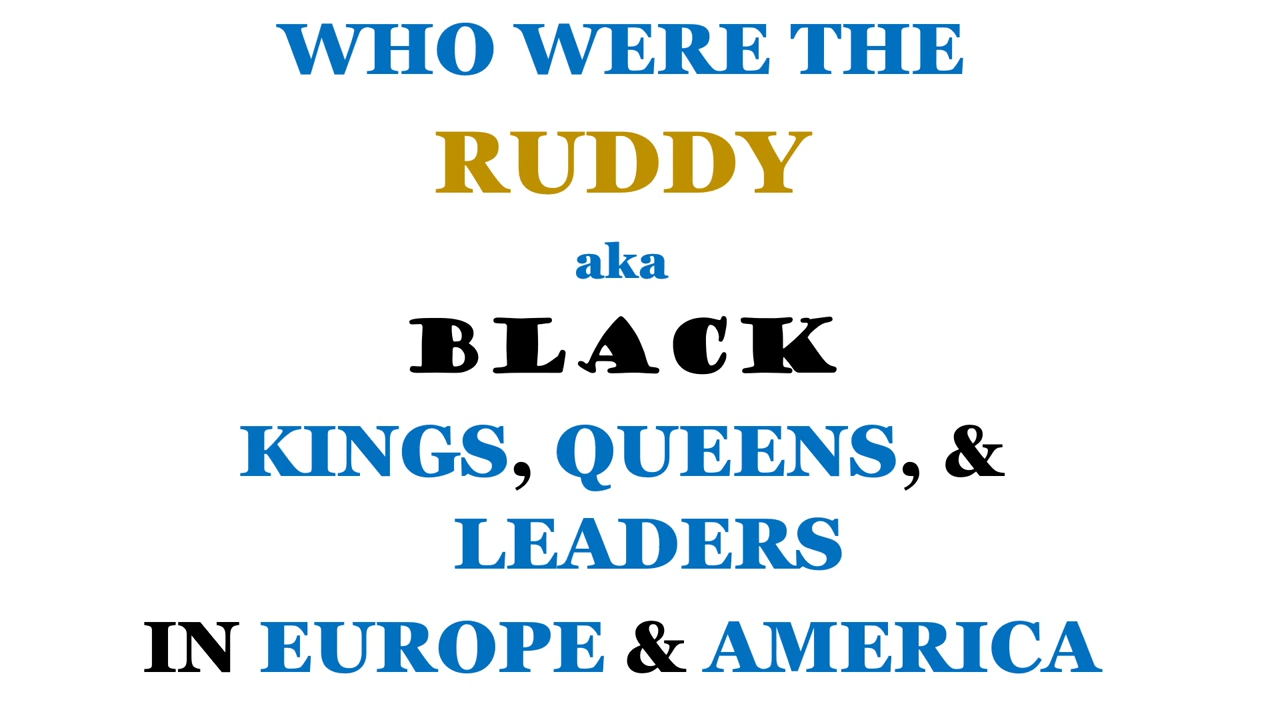 WHO WERE THE
RUDDY
aka
BLACK
KINGS, QUEENS, &
LEADERS
IN EUROPE & AMERICA